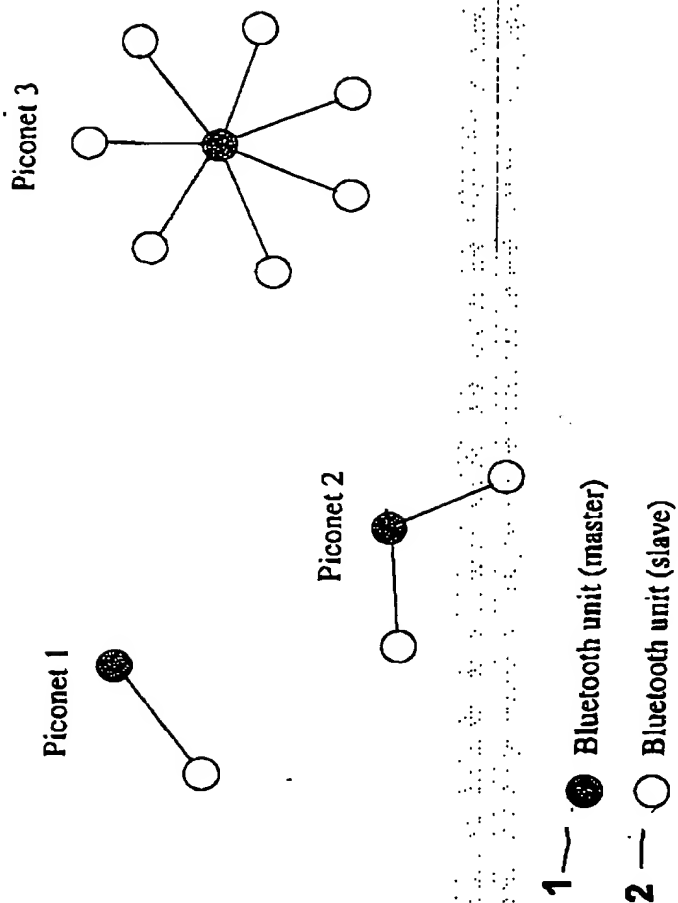 Piconet 1
Piconet 2
Piconet 3
1 Bluetooth unit (master)
2 Bluetooth unit (slave)